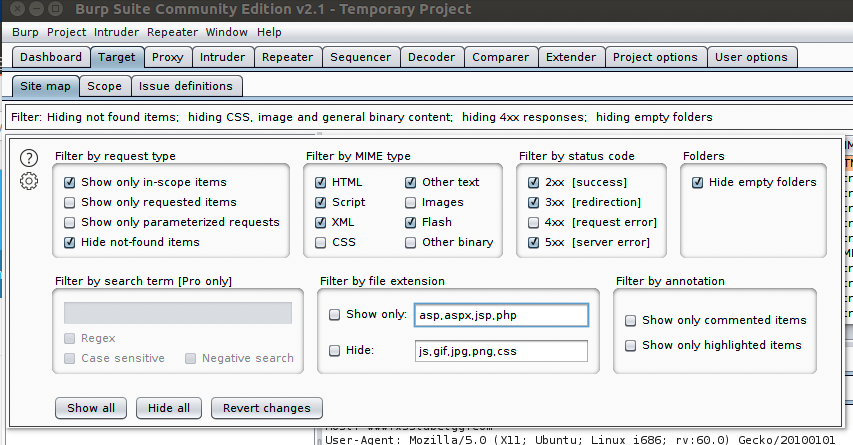 Burp Suite Community Edition v2.1 - Temporary Project
Burp Project Intruder Repeater Window Help
Dashboard Target Proxy Intruder Repeater Sequencer Decoder Comparer Extender Project options User options
Site map Scope Issue definitions
Filter: Hiding not found items; hiding CSS, image and general binary content; hiding 4xx responses; hiding empty folders
Filter by request type
Show only in-scope items
Show only requested items
Show only parameterized requests
Hide not-found items
Filter by MIME type
HTML Other text
Script Images
XML Flash
CSS Other binary
Filter by status code
2xx [success]
3xx [redirection]
4xx [request error]
5xx [server error]
Folders
Hide empty folders
Filter by search term [Pro only]
Regex
Case sensitive Negative search
Filter by file extension
Show only: asp,aspx,jsp,php
Hide: js,gif,jpg,png,css
Filter by annotation
Show only commented items
Show only highlighted items
Show all Hide all Revert changes
User-Agent: Mozilla/5.0 (X11; Ubuntu; Linux i686; rv:60.0) Gecko/20100101